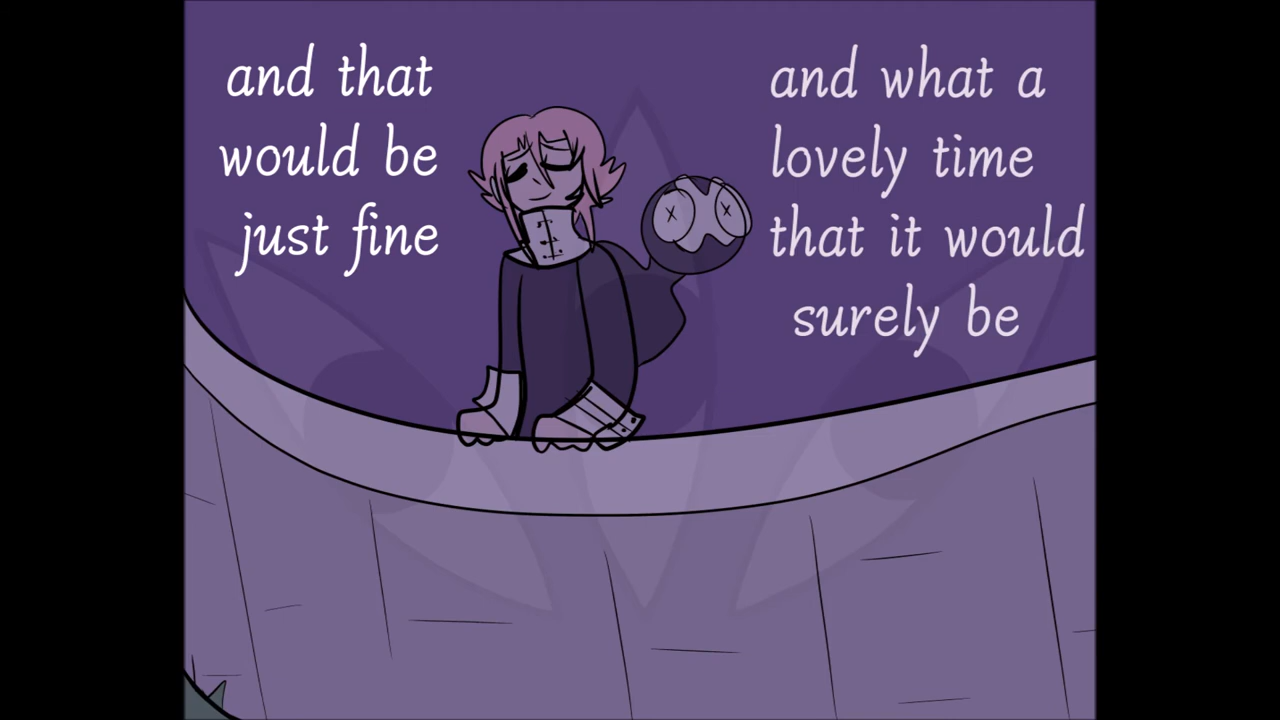 and that
would be
just fine
and what a
lovely time
that it would
surely be